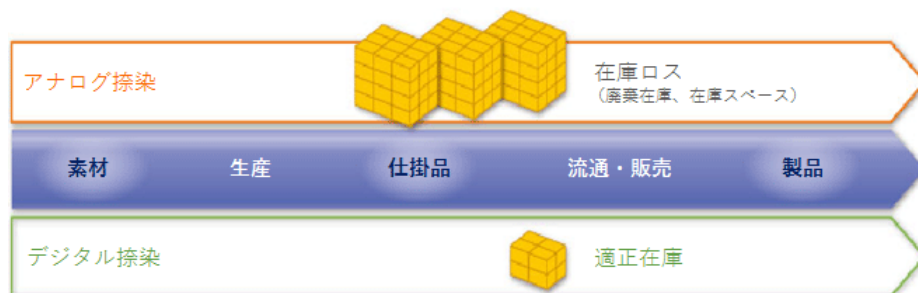 アナログ捺染
在庫ロス
(廃棄在庫、在庫スペース)
素材 生産 仕掛品 流通・販売 製品
デジタル捺染
適正在庫